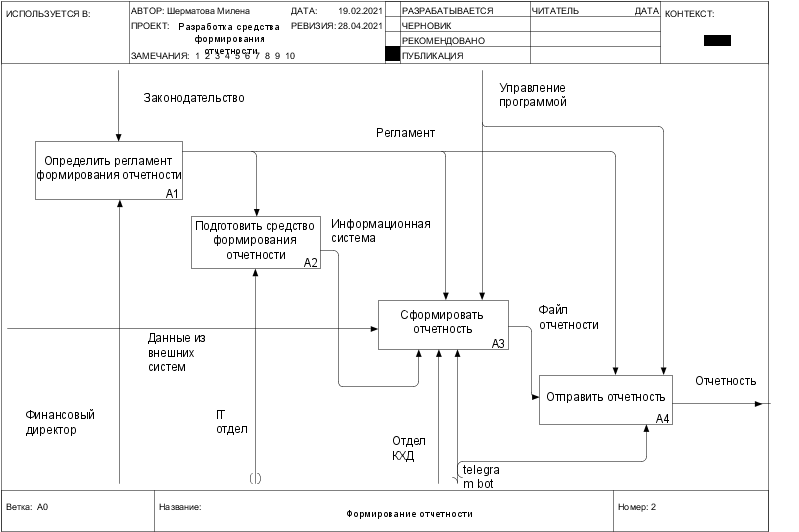 ИСПОЛЬЗУЕТСЯ В:
АВТОР: Шерматова Милена
ДАТА: 19.02.2021
ПРОЕКТ: Разработка средства
формирования
отчетности
РЕВИЗИЯ: 28.04.2021
ЗАМЕЧАНИЯ: 1 2 3 4 5 6 7 8 9 10
РАЗРАБАТЫВАЕТСЯ
ЧЕРНОВИК
РЕКОМЕНДОВАНО
ПУБЛИКАЦИЯ
ЧИТАТЕЛЬ
ДАТА
КОНТЕКСТ:
Законодательство
Управление
программой
Регламент
Определить регламент
формирования отчетности
A1
Подготовить средство
формирования
отчетности
A2
Информационная
система
Сформировать
отчетность
A3
Файл
отчетности
Данные из
внешних
систем
Отправить отчетность
A4
Отчетность
Финансовый
директор
IT
отдел
Отдел
КХД
telegra
m bot
Ветка: A0
Название:
Формирование отчетности
Номер: 2